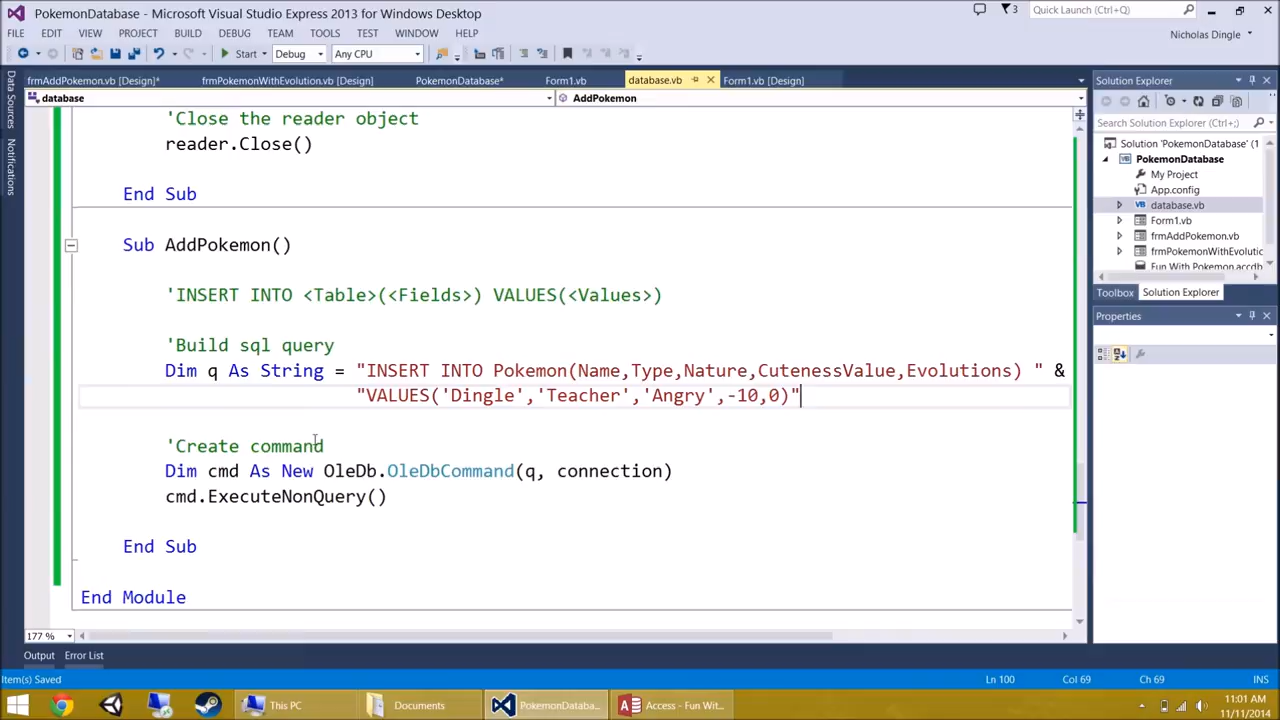 PokemonDatabase - Microsoft Visual Studio Express 2013 for Windows Desktop
3
Quick Launch (Ctrl+Q)
FILE EDIT VIEW PROJECT BUILD DEBUG TEAM TOOLS TEST WINDOW HELP
Nicholas Dingle
Start Debug Any CPU
frmAddPokemon.vb [Design]* frmPokemonWithEvolution.vb [Design] PokemonDatabase* Form1.vb database.vb Form1.vb [Design]
Solution Explorer
database
AddPokemon
Data Sources
Notifications
'Close the reader object
reader.Close()
End Sub
Sub AddPokemon()
'INSERT INTO <Table>(<Fields>) VALUES(<Values>)
'Build sql query
Dim q As String = "INSERT INTO Pokemon(Name,Type,Nature,CutenessValue,Evolutions) " &
"VALUES('Dingle','Teacher','Angry',-10,0)"
'Create command
Dim cmd As New OleDb.OleDbCommand(q, connection)
cmd.ExecuteNonQuery()
End Sub
End Module
177 %
Search Solution Explorer (Ctrl+;)
Solution 'PokemonDatabase' (1
PokemonDatabase
My Project
App.config
database.vb
Form1.vb
frmAddPokemon.vb
frmPokemonWithEvolutio
Fun With Pokemon.accdb
Toolbox Solution Explorer
Properties
Output Error List
Item(s) Saved
Ln 100 Col 69 Ch 69 INS
This PC
Documents
PokemonDataba...
Access - Fun Wit...
11:01 AM
11/11/2014